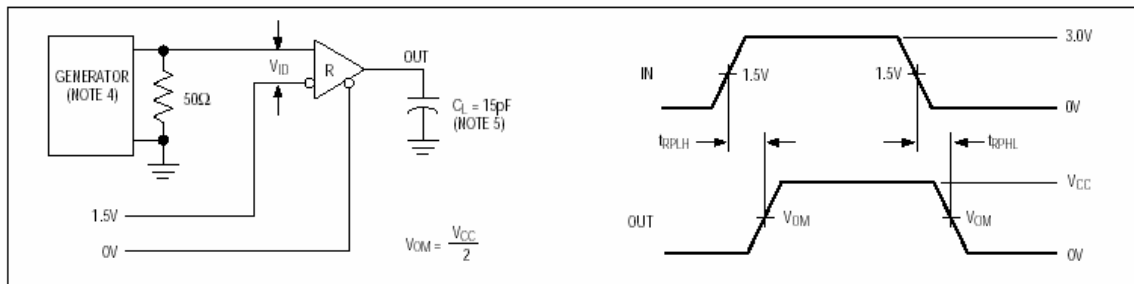 GENERATOR
(NOTE 4)
50Ω
VID
R
OUT
CL = 15pF
(NOTE 5)
1.5V
0V
VOM = VCC
2
IN
3.0V
1.5V
1.5V
0V
tRPLH
tRPHL
VCC
OUT
VOM
VOM
0V